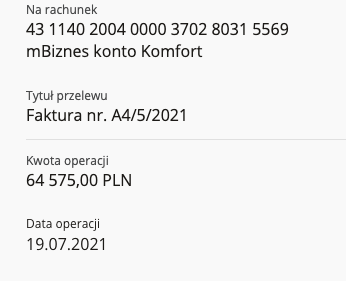 Na rachunek
43 1140 2004 0000 3702 8031 5569
mBiznes konto Komfort
Tytuł przelewu
Faktura nr. A4/5/2021
Kwota operacji
64 575,00 PLN
Data operacji
19.07.2021